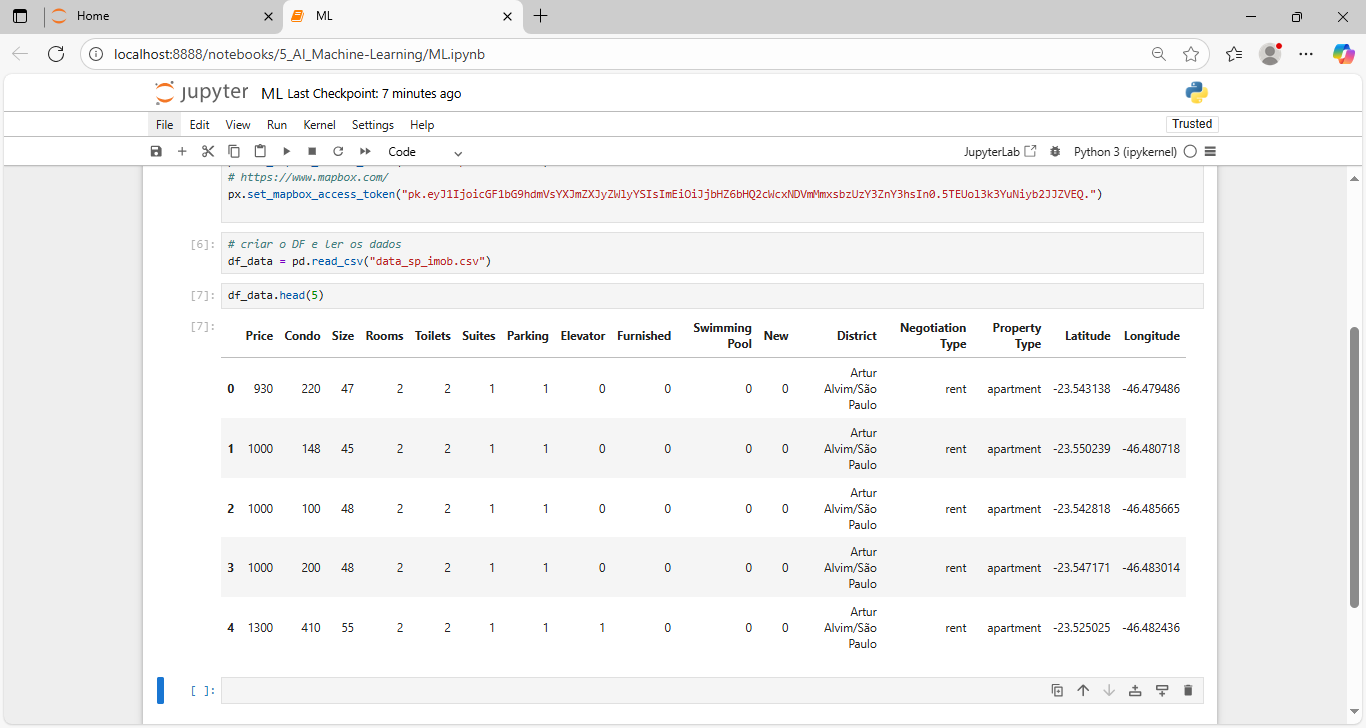 Home
ML
localhost:8888/notebooks/5_AI_Machine-Learning/ML.ipynb
jupyter ML Last Checkpoint: 7 minutes ago
File Edit View Run Kernel Settings Help
Trusted
Code
JupyterLab
Python 3 (ipykernel)
# https://www.mapbox.com/
px.set_mapbox_access_token("pk.eyJ1IjoicGF1bG9hdmVsYXJmZXJyZWlyYSIsImEiOiJjbHZ6bHQ2cWcxNDVmMmxsbzUzY3ZnY3hsIn0.5TEUol3k3YuNiyb2JJZVEQ.")
[6]: # criar o DF e ler os dados
df_data = pd.read_csv("data_sp_imob.csv")
[7]: df_data.head(5)
[7]:
Price Condo Size Rooms Toilets Suites Parking Elevator Furnished Swimming Pool New District Negotiation Type Property Type Latitude Longitude
0 930 220 47 2 2 1 1 0 0 0 0 Artur Alvim/São Paulo rent apartment -23.543138 -46.479486
1 1000 148 45 2 2 1 1 0 0 0 0 Artur Alvim/São Paulo rent apartment -23.550239 -46.480718
2 1000 100 48 2 2 1 1 0 0 0 0 Artur Alvim/São Paulo rent apartment -23.542818 -46.485665
3 1000 200 48 2 2 1 1 0 0 0 0 Artur Alvim/São Paulo rent apartment -23.547171 -46.483014
4 1300 410 55 2 2 1 1 1 0 0 0 Artur Alvim/São Paulo rent apartment -23.525025 -46.482436
[ ]: